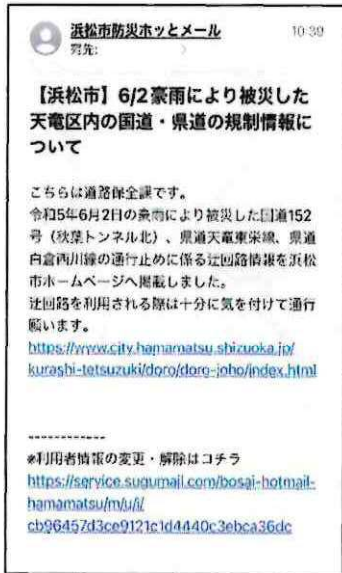 浜松市防災ホッとメール
10:39
宛先:
【浜松市】6/2豪雨により被災した
天竜区内の国道・県道の規制情報に
ついて
こちらは道路保全課です。
令和5年6月2日の豪雨により被災した国道152
号（秋葉トンネル北）、県道天竜東栄線、県道
白倉西川線の通行止めに係る迂回路情報を浜松
市ホームページへ掲載しました。
迂回路を利用される際は十分に気を付けて通行
願います。
https://www.city.hamamatsu.shizuoka.jp/
kurashi-tetsuzuki/doro/doro-joho/index.html
------------
※利用者情報の変更・解除はコチラ
https://service.sugumail.com/bosai-hotmail-
hamamatsu/m/u/i/
cb96457d3ce9121c1d4440c3ebca36dc